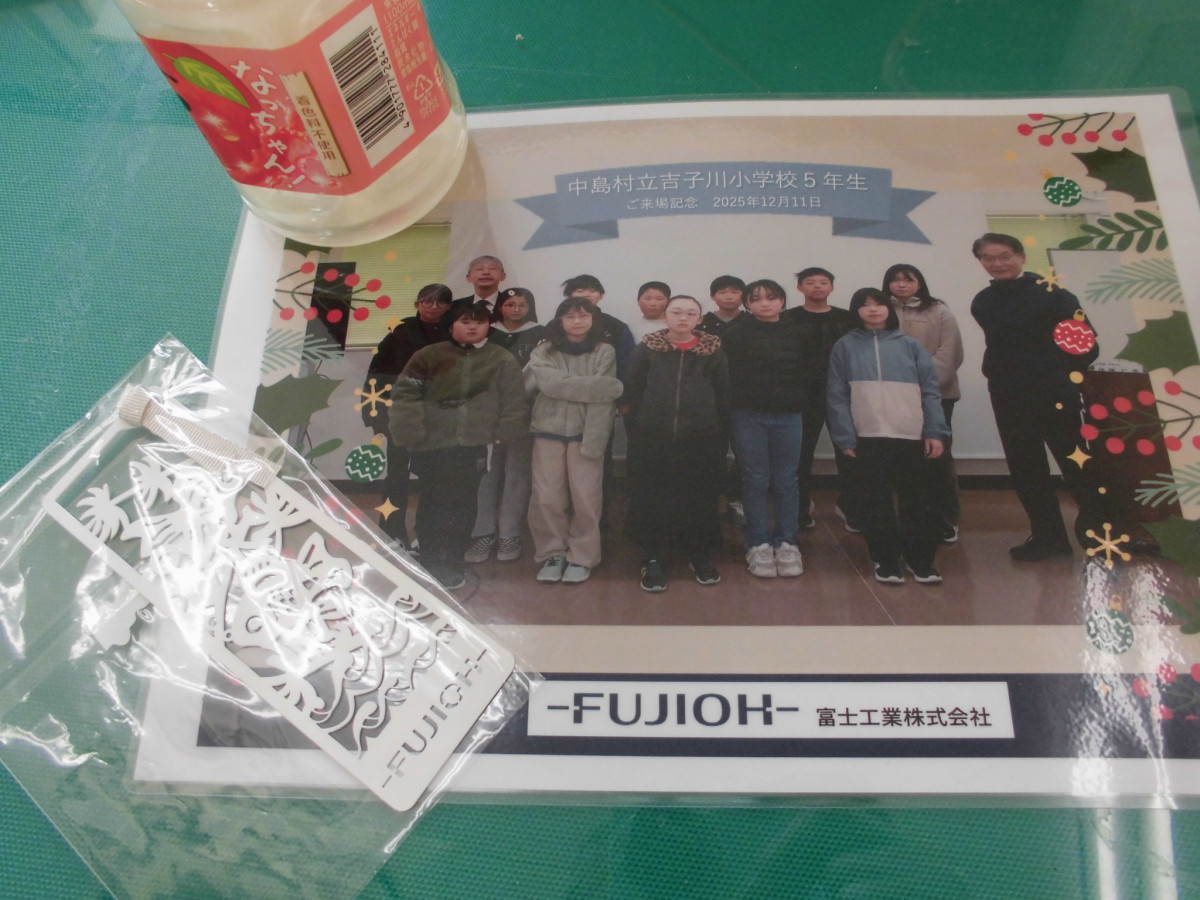 なっちゃん!
着色料不使用
4901777284111
中島村立吉子川小学校5年生
ご来場記念 2025年12月11日
-FUJIOH- 富士工業株式会社
-FUJIOH-